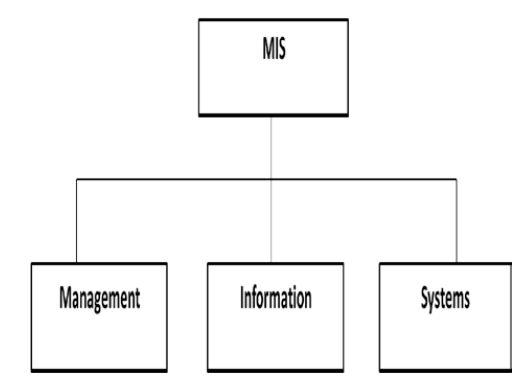 MIS
Management
Information
Systems